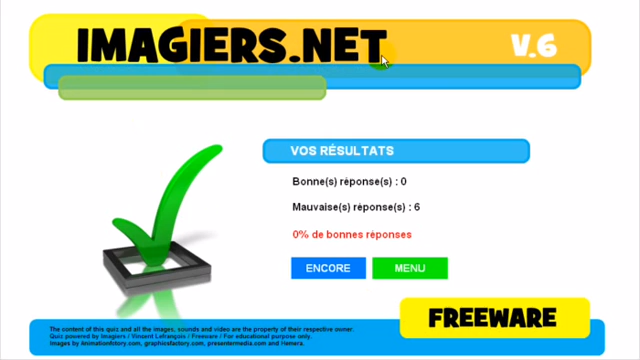 IMAGIERS.NET
V.6
VOS RÉSULTATS
Bonne(s) réponse(s) : 0
Mauvaise(s) réponse(s) : 6
0% de bonnes réponses
ENCORE
MENU
FREEWARE
The content of this quiz and all the images, sounds and video are the property of their respective owner.
Quiz powered by Imagiers / Vincent Lefrançois / Freeware / For educational purpose only.
Images by Animationfctory.com, graphicsfactory.com, presentermedia.com and